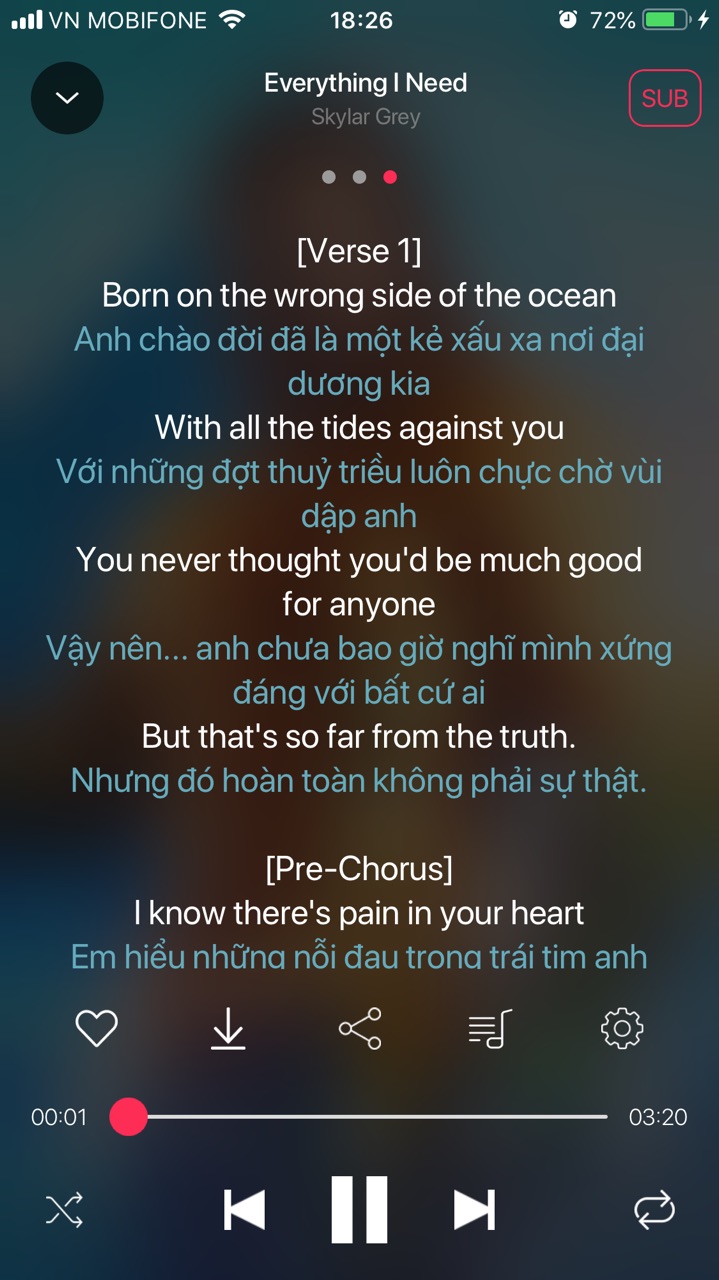 VN MOBIFONE 18:26 72%
Everything I Need
SUB
Skylar Grey
[Verse 1]
Born on the wrong side of the ocean
Anh chào đời đã là một kẻ xấu xa nơi đại
dương kia
With all the tides against you
Với những đợt thuỷ triều luôn chực chờ vùi
dập anh
You never thought you'd be much good
for anyone
Vậy nên... anh chưa bao giờ nghĩ mình xứng
đáng với bất cứ ai
But that's so far from the truth.
Nhưng đó hoàn toàn không phải sự thật.
[Pre-Chorus]
I know there's pain in your heart
Em hiểu những nỗi đau trong trái tim anh
00:01 03:20